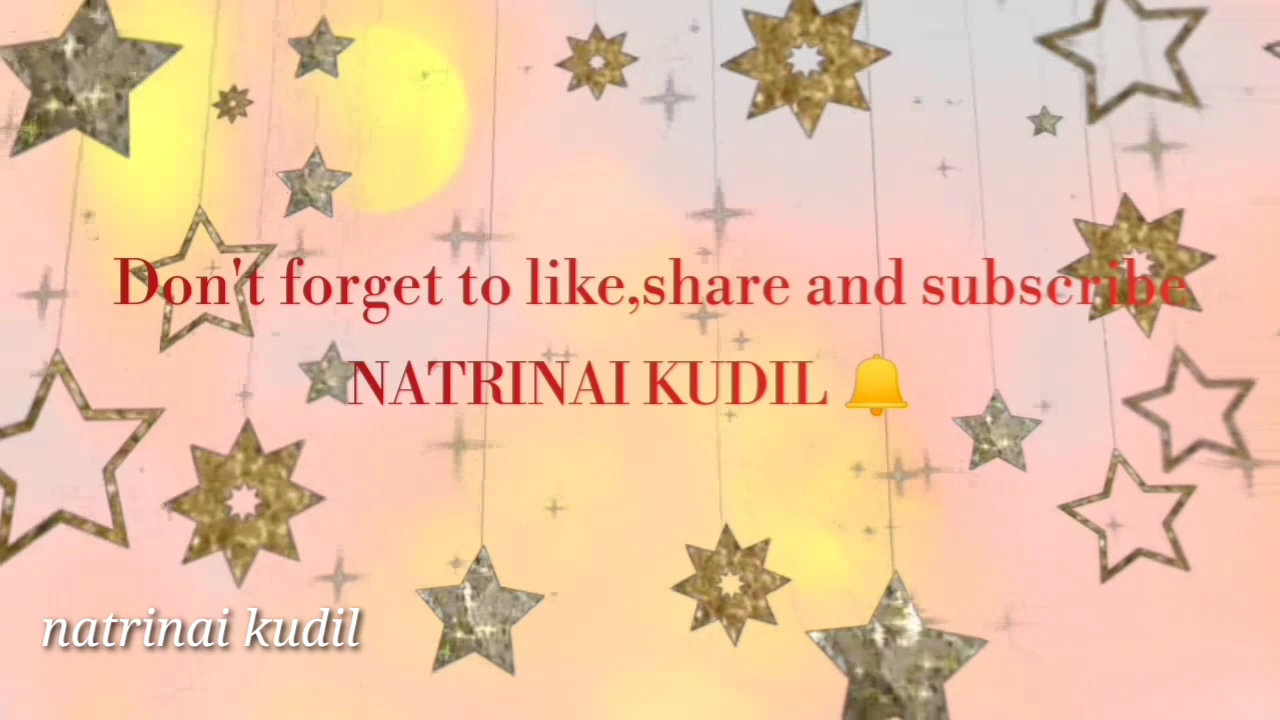 Don't forget to like,share and subscribe
NATRINAI KUDIL 🔔
natrinai kudil